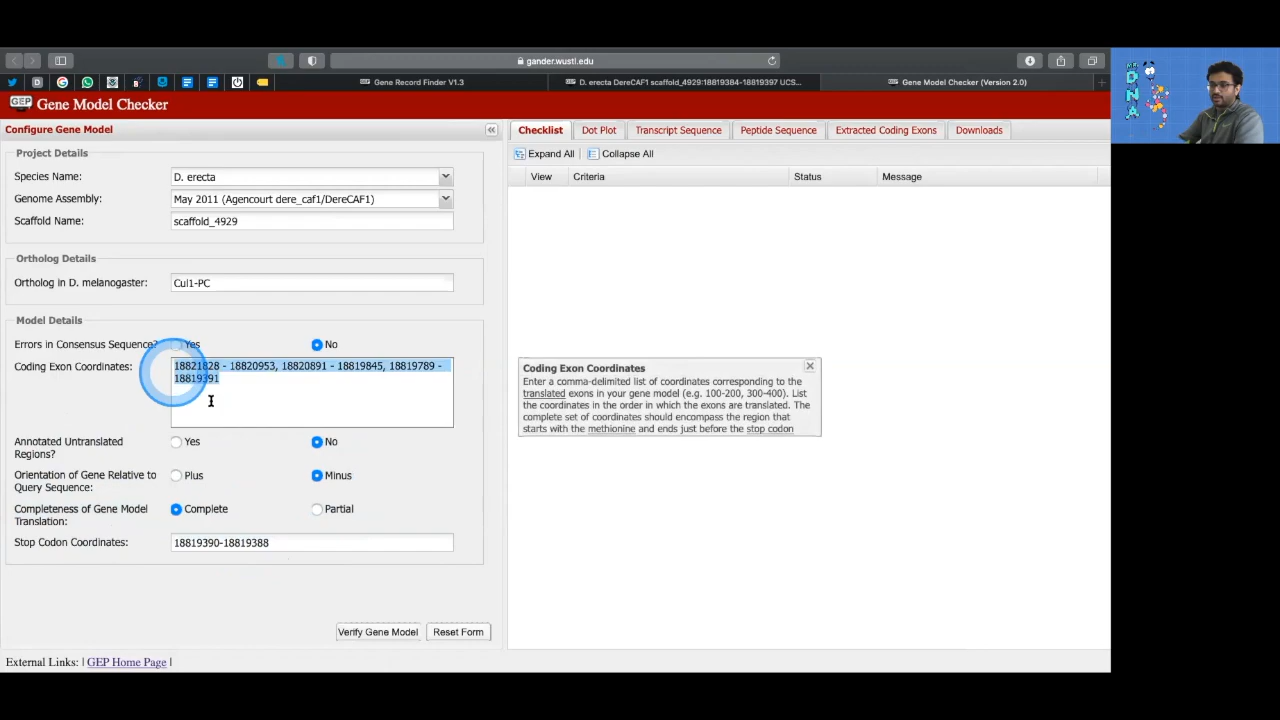 gander.wustl.edu
Gene Record Finder V1.3
D. erecta DereCAF1 scaffold_4929:18819384-18819397 UCS...
Gene Model Checker (Version 2.0)
GEP Gene Model Checker
Configure Gene Model
Project Details
Species Name: D. erecta
Genome Assembly: May 2011 (Agencourt dere_caf1/DereCAF1)
Scaffold Name: scaffold_4929
Ortholog Details
Ortholog in D. melanogaster: Cul1-PC
Model Details
Errors in Consensus Sequence? Yes No
Coding Exon Coordinates: 18821828 - 18820953, 18820891 - 18819845, 18819789 -
18819391
Annotated Untranslated
Regions?
Yes No
Orientation of Gene Relative to
Query Sequence:
Plus Minus
Completeness of Gene Model
Translation:
Complete Partial
Stop Codon Coordinates: 18819390-18819388
Verify Gene Model Reset Form
External Links: | GEP Home Page |
Checklist Dot Plot Transcript Sequence Peptide Sequence Extracted Coding Exons Downloads
Expand All Collapse All
View Criteria Status Message
Coding Exon Coordinates
Enter a comma-delimited list of coordinates corresponding to the
translated exons in your gene model (e.g. 100-200, 300-400). List
the coordinates in the order in which the exons are translated. The
complete set of coordinates should encompass the region that
starts with the methionine and ends just before the stop codon
DNA